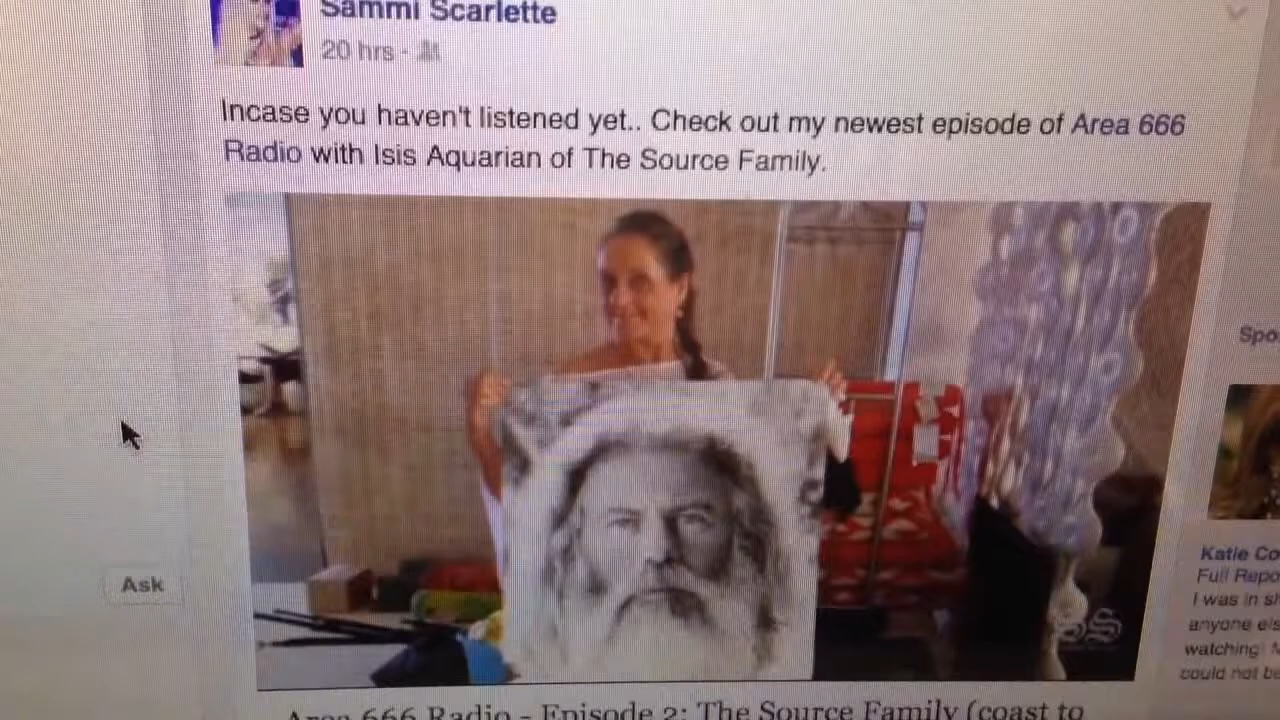 Sammi Scarlette
20 hrs -
Incase you haven't listened yet.. Check out my newest episode of Area 666
Radio with Isis Aquarian of The Source Family.
Ask
Spo
Katie Co
Full Repo
I was in sh
anyone els
watching!
could not be
Area 666 Radio - Episode 2: The Source Family (coast to